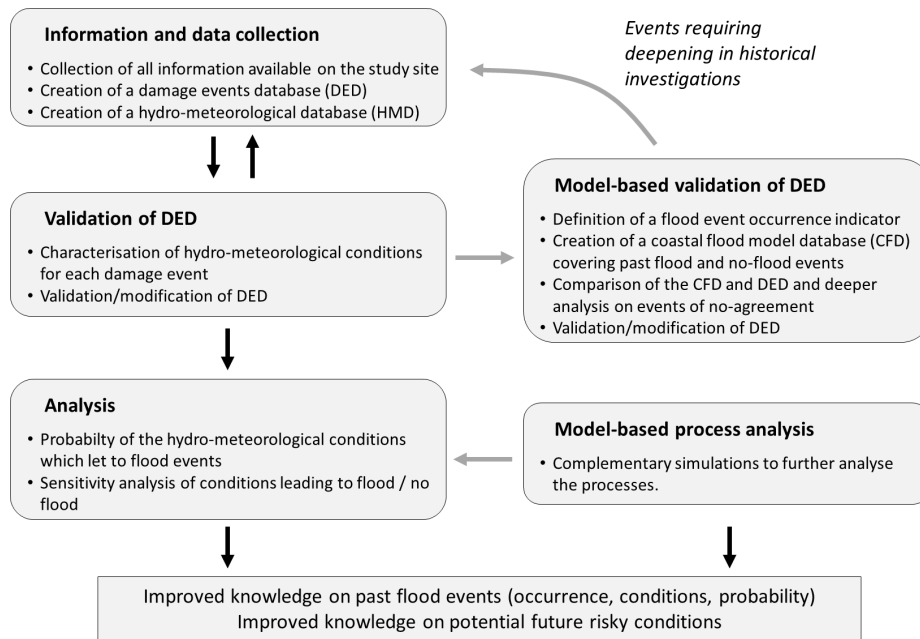 Information and data collection
• Collection of all information available on the study site
• Creation of a damage events database (DED)
• Creation of a hydro-meteorological database (HMD)
Events requiring
deepening in historical
investigations
Validation of DED
• Characterisation of hydro-meteorological conditions
for each damage event
• Validation/modification of DED
Model-based validation of DED
• Definition of a flood event occurrence indicator
• Creation of a coastal flood model database (CFD)
covering past flood and no-flood events
• Comparison of the CFD and DED and deeper
analysis on events of no-agreement
• Validation/modification of DED
Analysis
• Probabilty of the hydro-meteorological conditions
which let to flood events
• Sensitivity analysis of conditions leading to flood / no
flood
Model-based process analysis
• Complementary simulations to further analyse
the processes.
Improved knowledge on past flood events (occurrence, conditions, probability)
Improved knowledge on potential future risky conditions